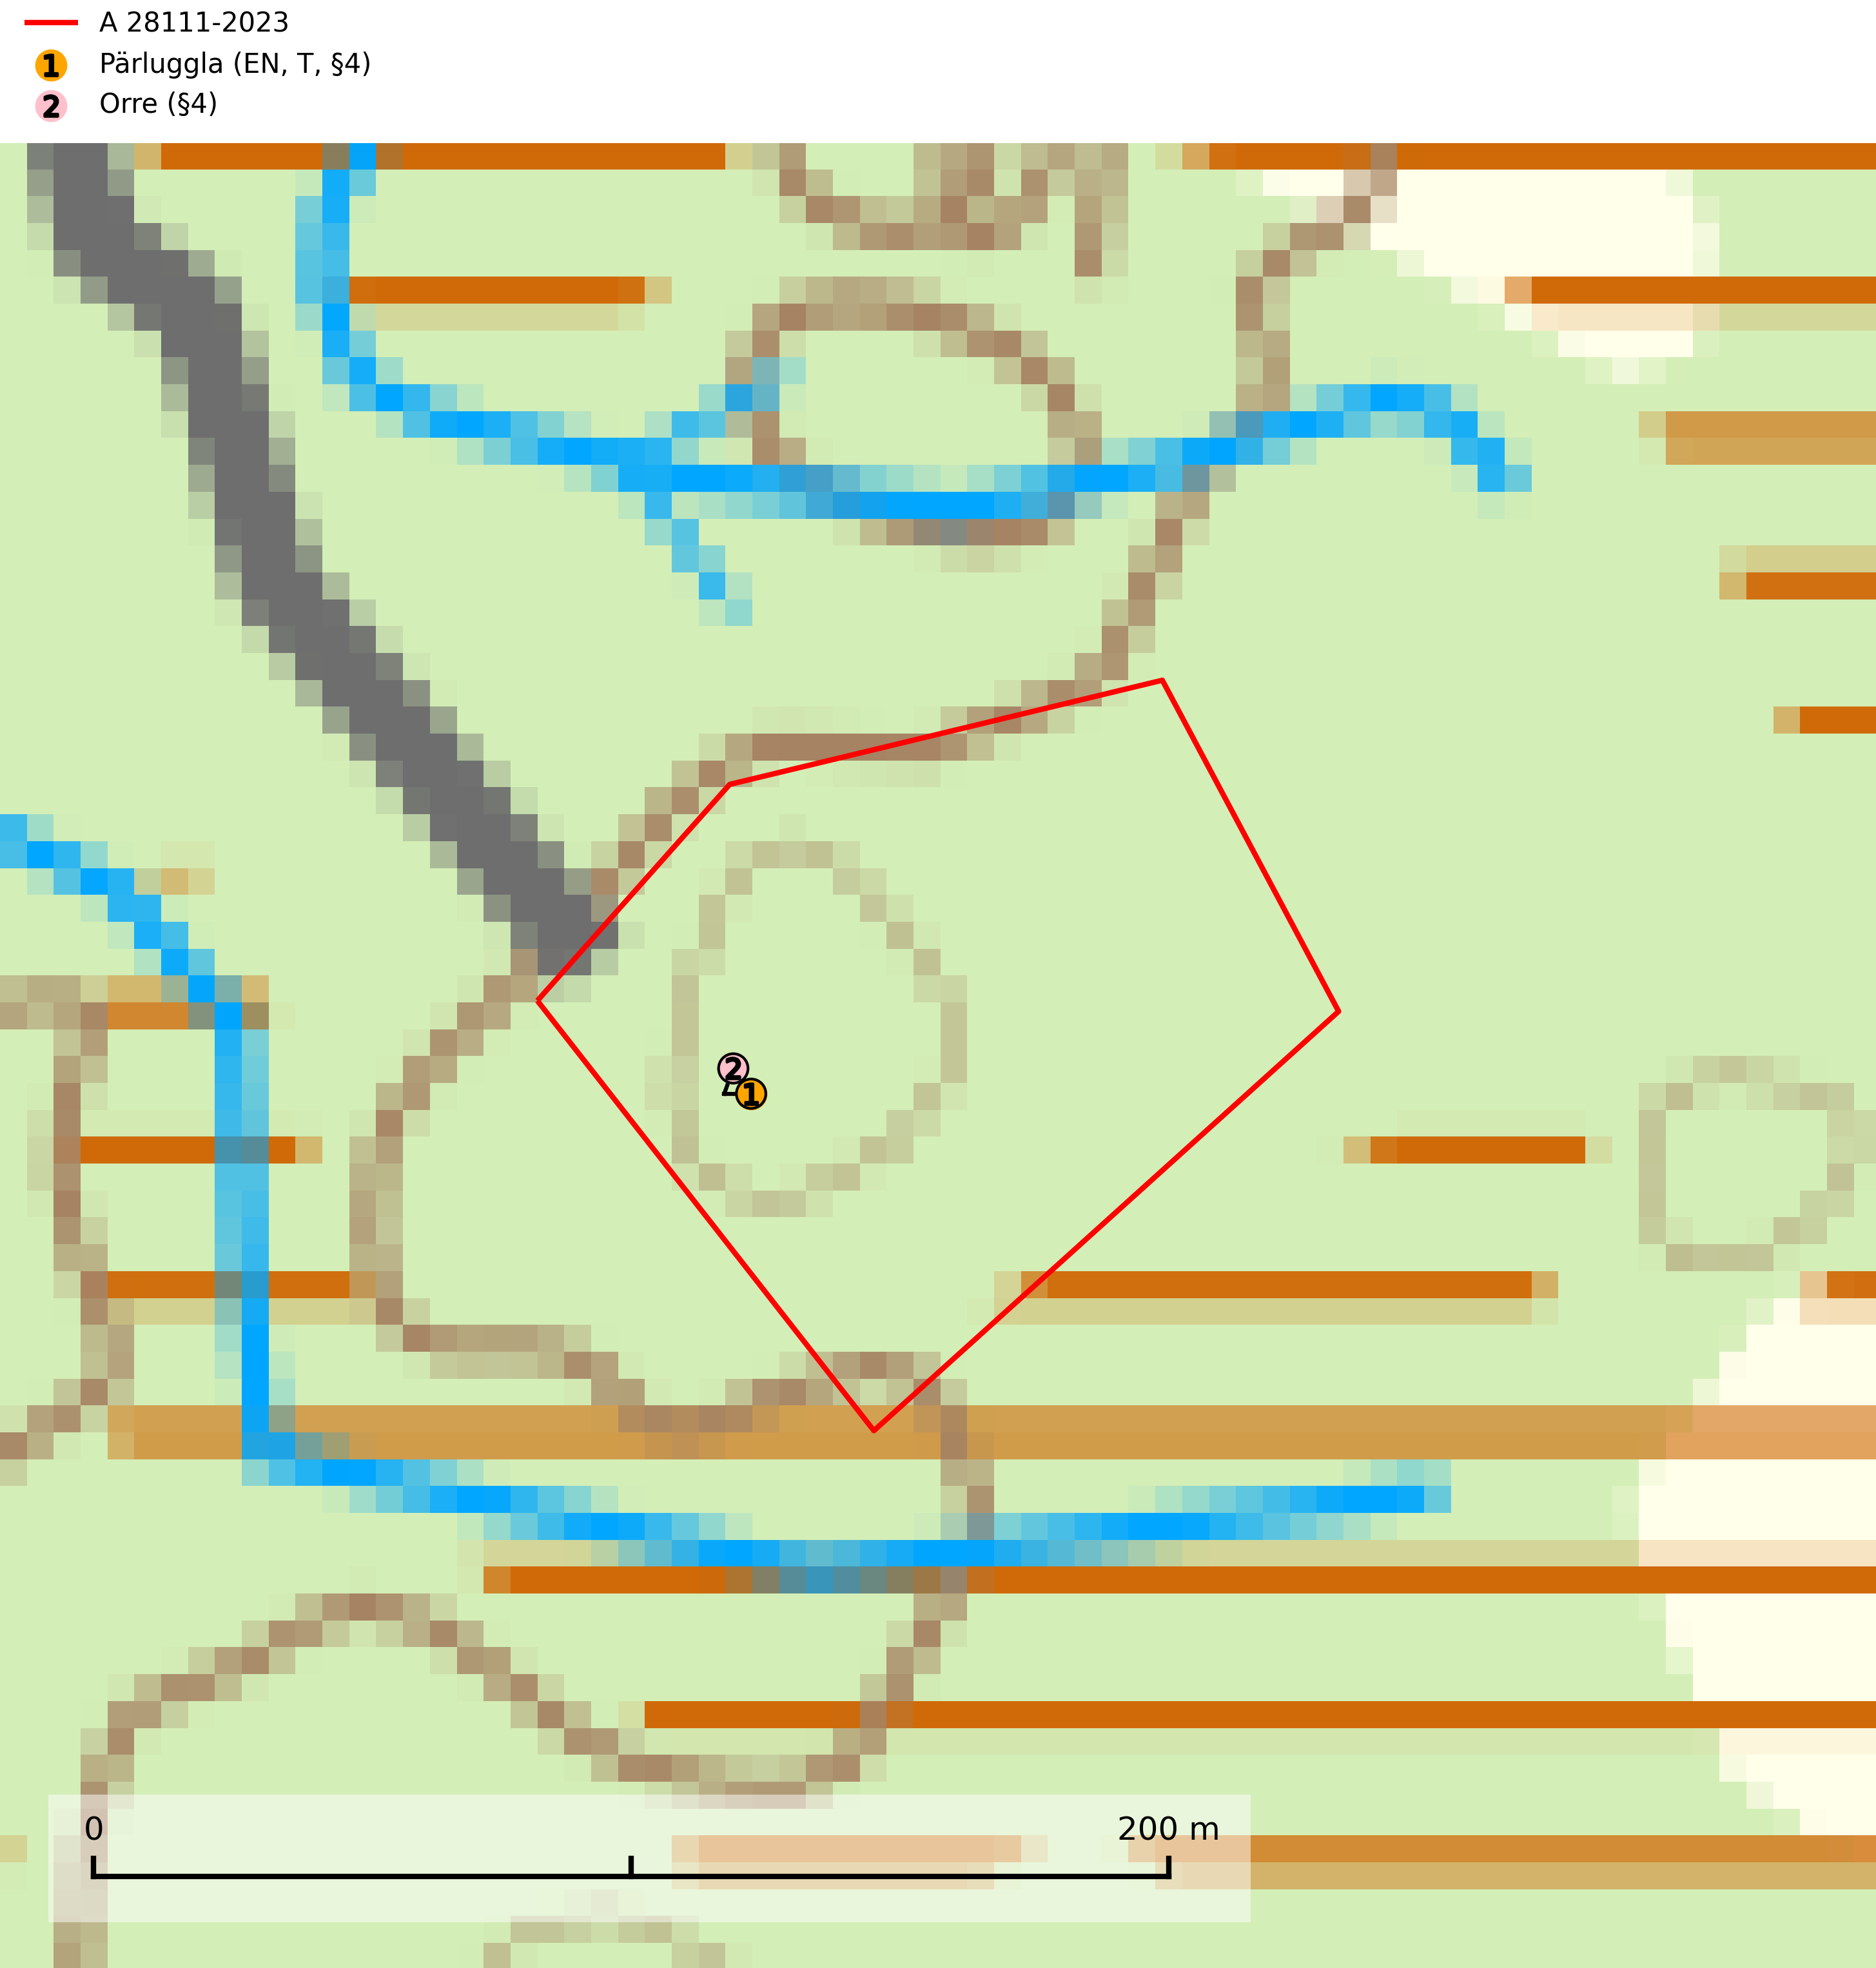 A 28111-2023
1 Pärluggla (EN, T, §4)
2 Orre (§4)
2
1
0 200 m